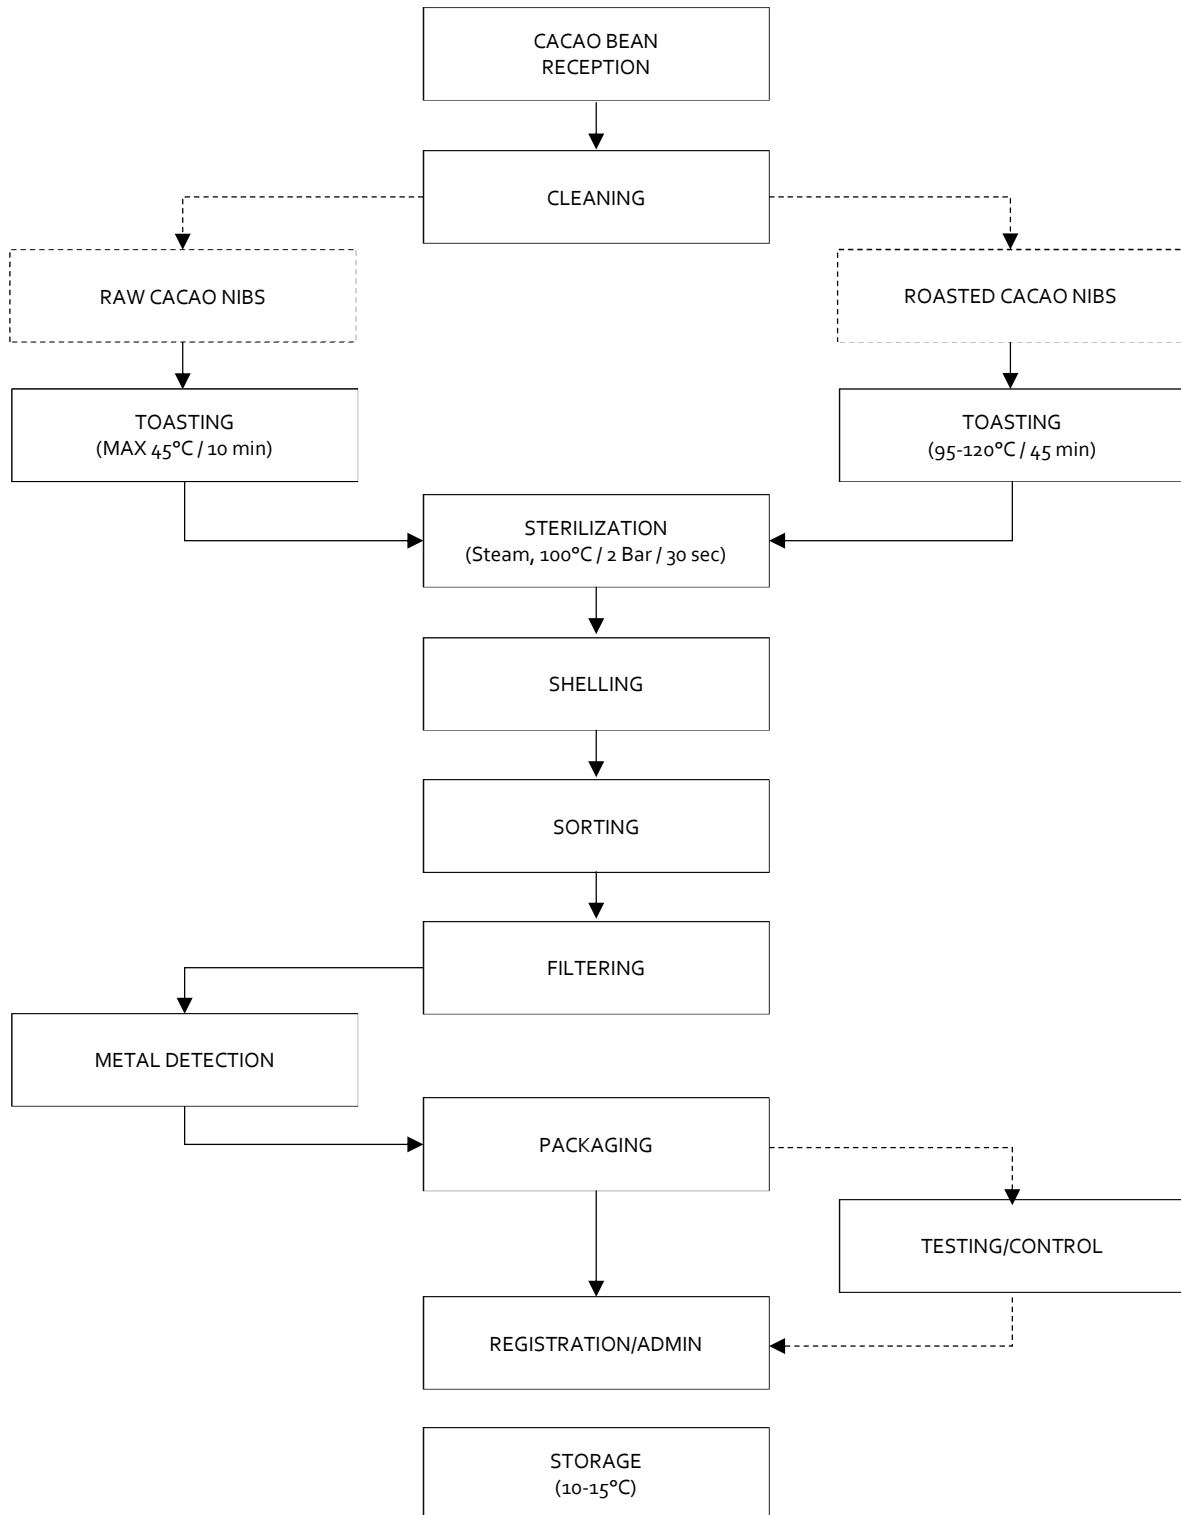 CACAO BEAN
RECEPTION
CLEANING
RAW CACAO NIBS
ROASTED CACAO NIBS
TOASTING
(MAX 45°C / 10 min)
TOASTING
(95-120°C / 45 min)
STERILIZATION
(Steam, 100°C / 2 Bar / 30 sec)
SHELLING
SORTING
FILTERING
METAL DETECTION
PACKAGING
TESTING/CONTROL
REGISTRATION/ADMIN
STORAGE
(10-15°C)